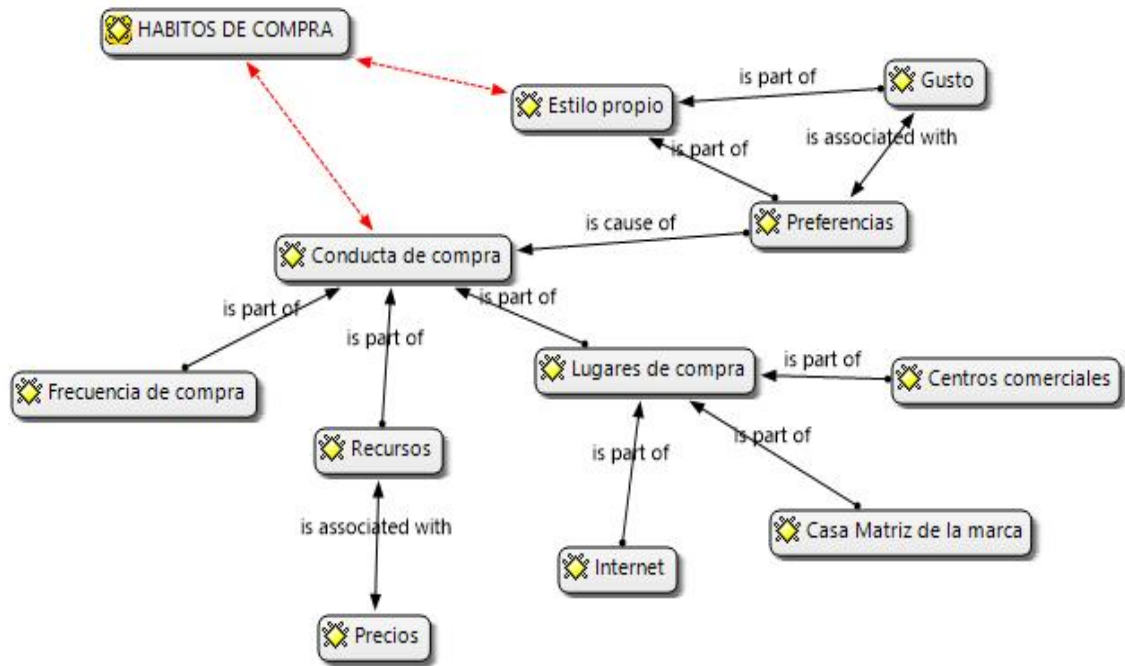 HABITOS DE COMPRA
is part of
Gusto
Estilo propio
is associated with
is part of
Preferencias
is cause of
Conducta de compra
is part of
is part of
is part of
Lugares de compra
is part of
Centros comerciales
Frecuencia de compra
Recursos
is part of
is part of
is associated with
Casa Matriz de la marca
Internet
Precios